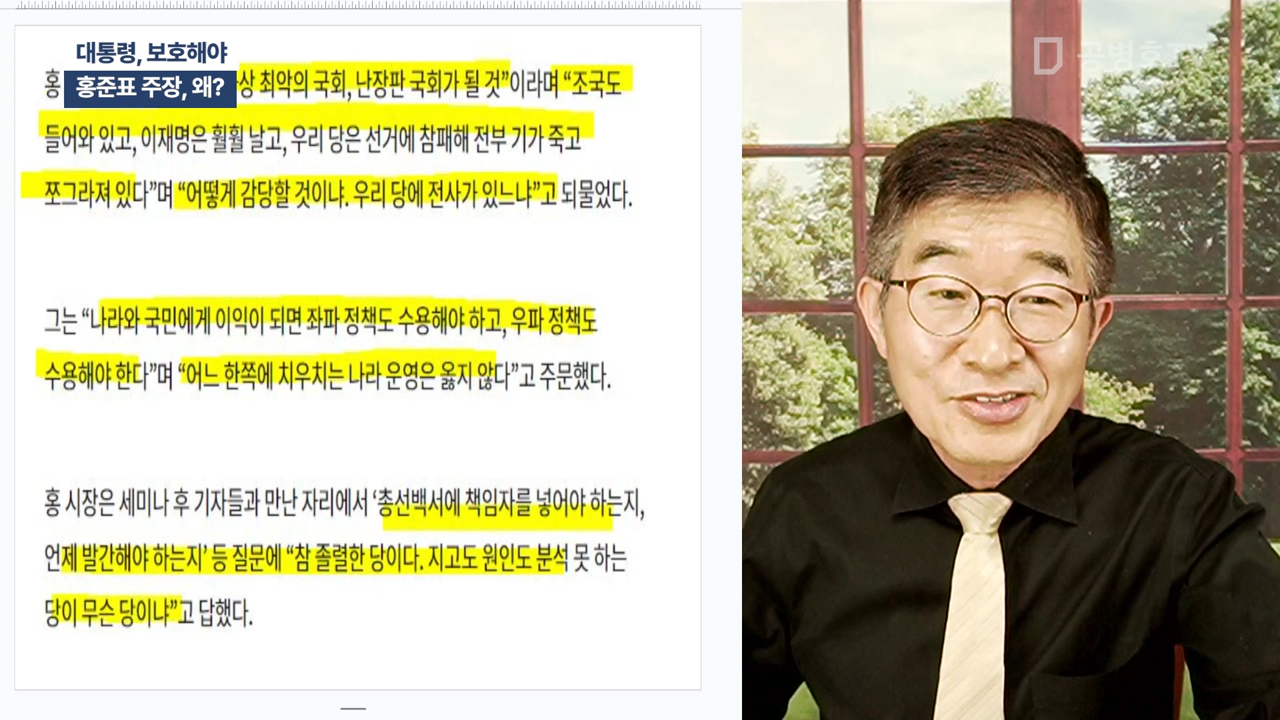 대통령, 보호해야
홍준표 주장, 왜?
홍 상 최악의 국회, 난장판 국회가 될 것”이라며 “조국도
들어와 있고, 이재명은 훨훨 날고, 우리 당은 선거에 참패해 전부 기가 죽고
쪼그라져 있다”며 “어떻게 감당할 것이냐. 우리 당에 전사가 있느냐”고 되물었다.
그는 “나라와 국민에게 이익이 되면 좌파 정책도 수용해야 하고, 우파 정책도
수용해야 한다”며 “어느 한쪽에 치우치는 나라 운영은 옳지 않다”고 주문했다.
홍 시장은 세미나 후 기자들과 만난 자리에서 ‘총선백서에 책임자를 넣어야 하는지,
언제 발간해야 하는지’ 등 질문에 “참 졸렬한 당이다. 지고도 원인도 분석 못 하는
당이 무슨 당이냐”고 답했다.